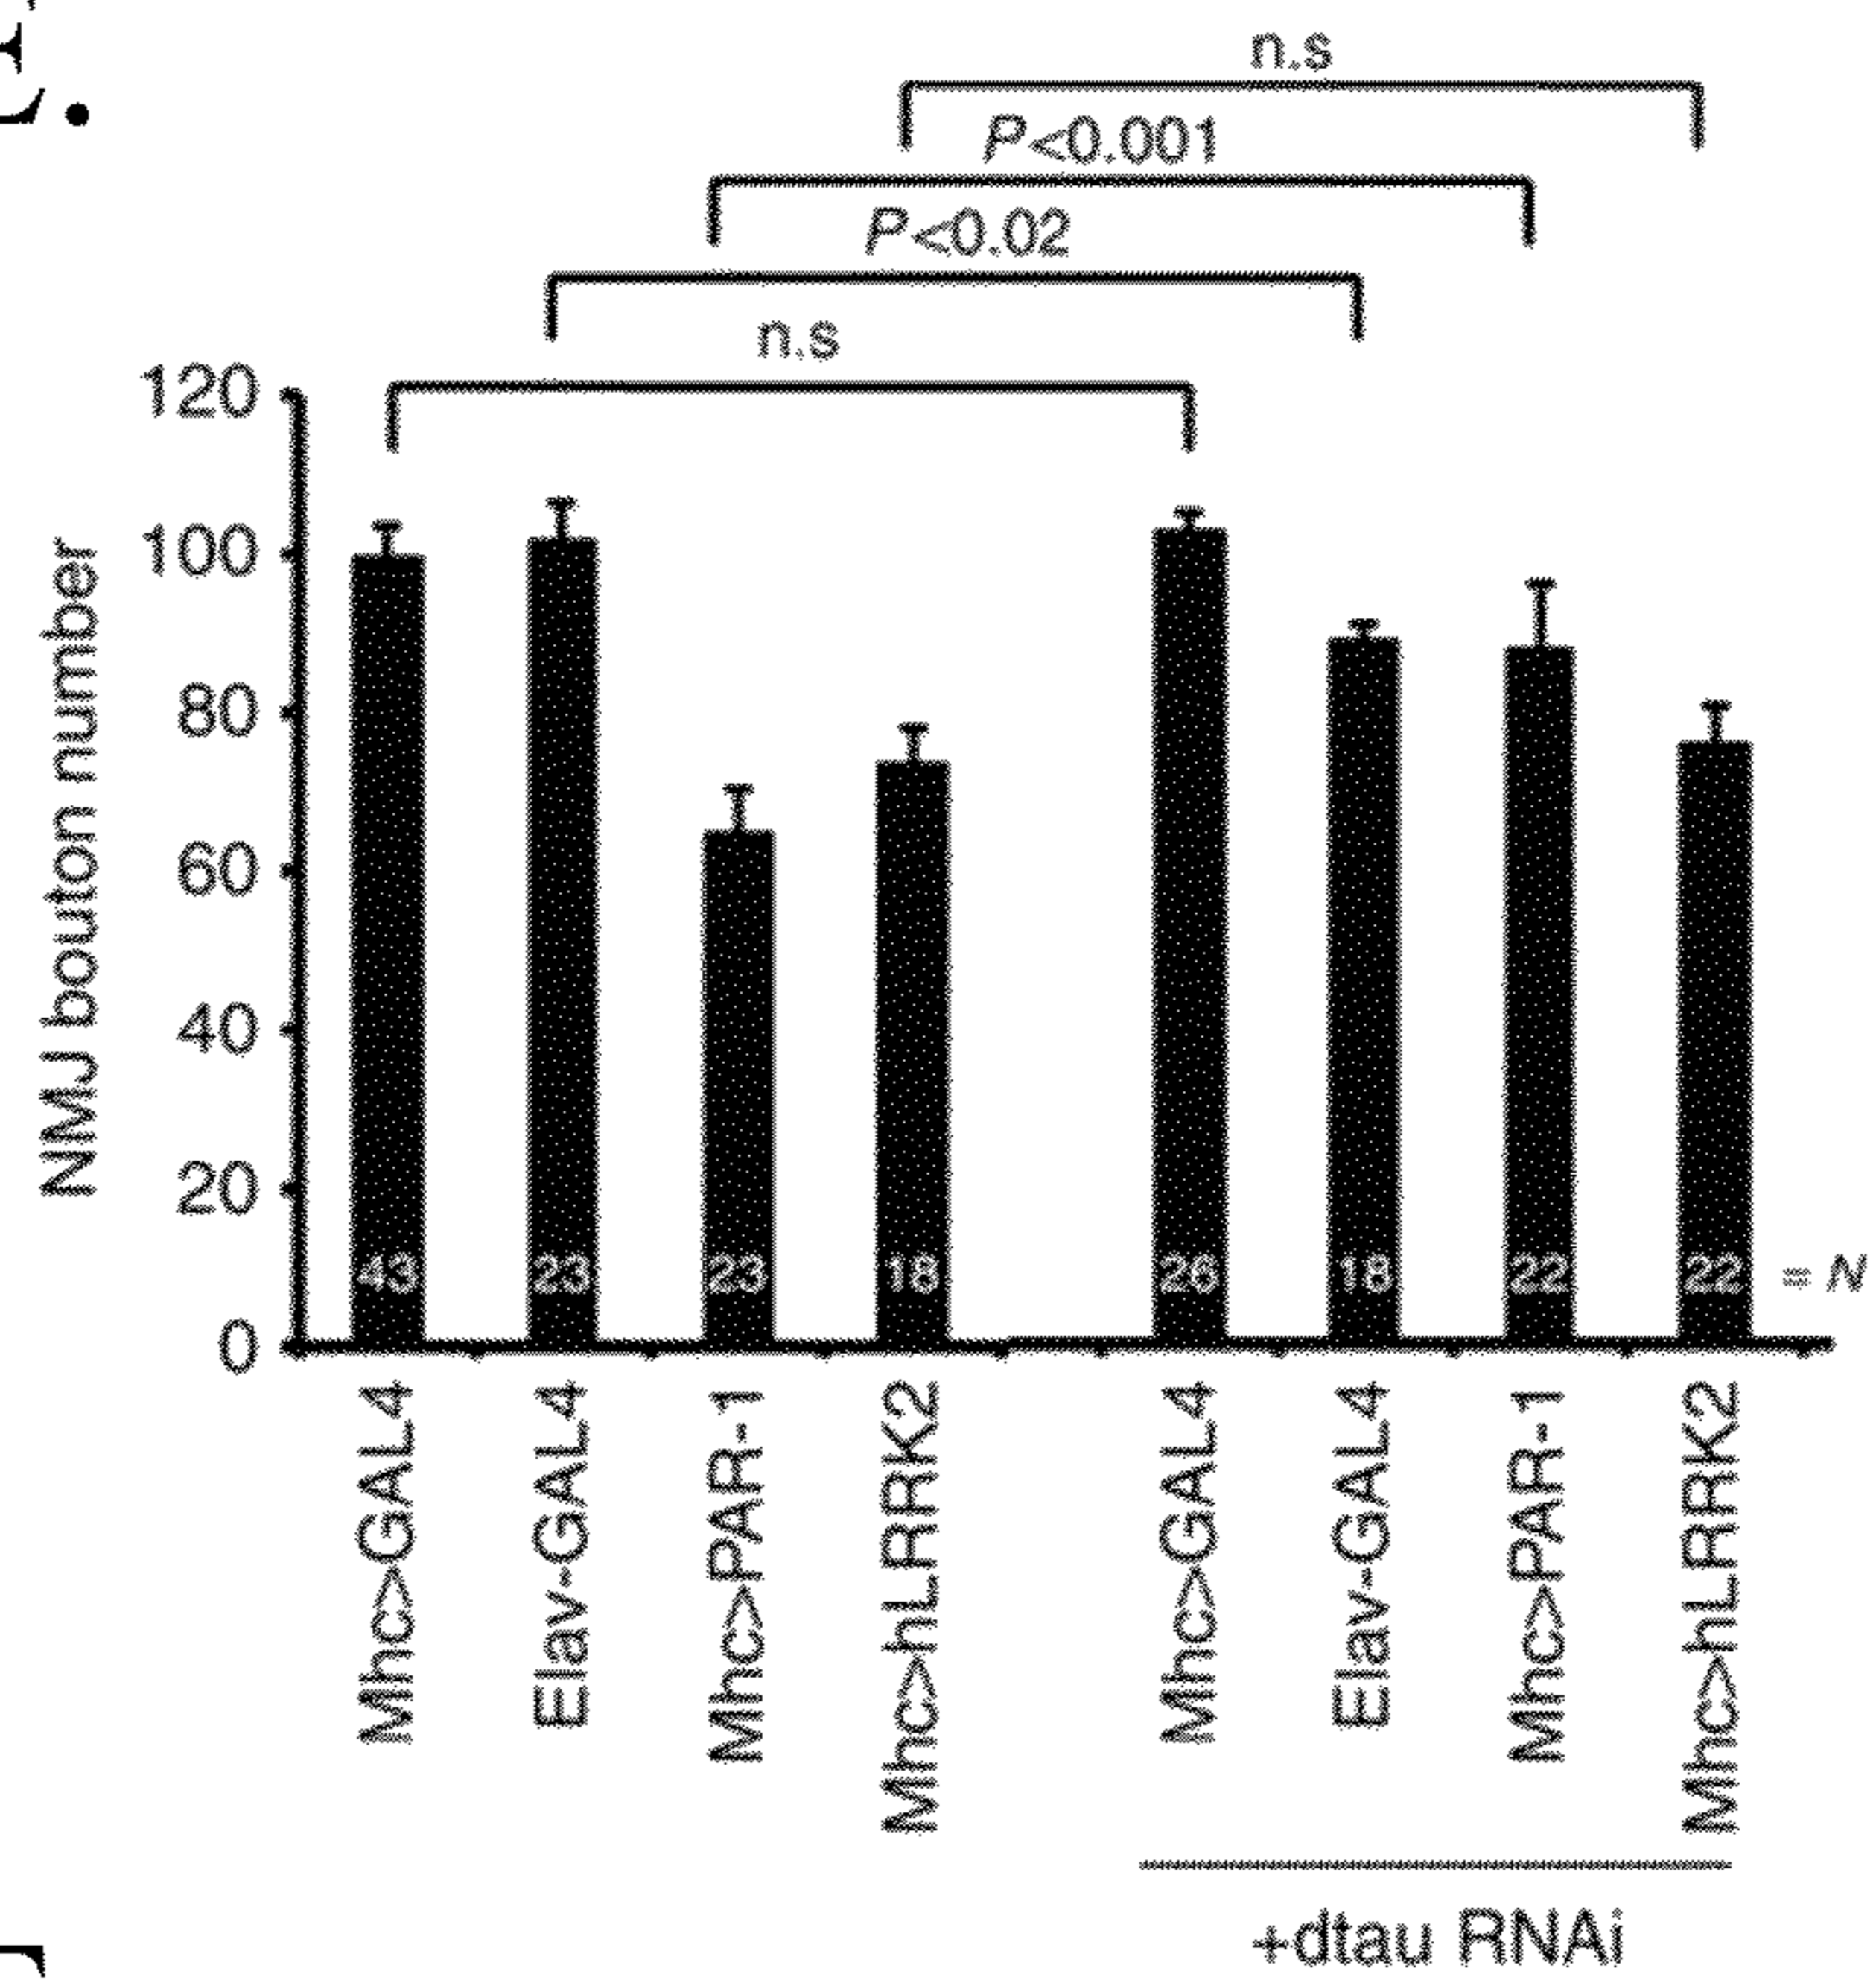 n.s
P<0.001
P<0.02
n.s
120
100
80
60
40
20
0
NMJ bouton number
43 23 23 18 26 18 22 22 = N
Mhc>GAL4
Elav-GAL4
Mhc>PAR-1
Mhc>hLRRK2
Mhc>GAL4
Elav-GAL4
Mhc>PAR-1
Mhc>hLRRK2
+dtau RNAi